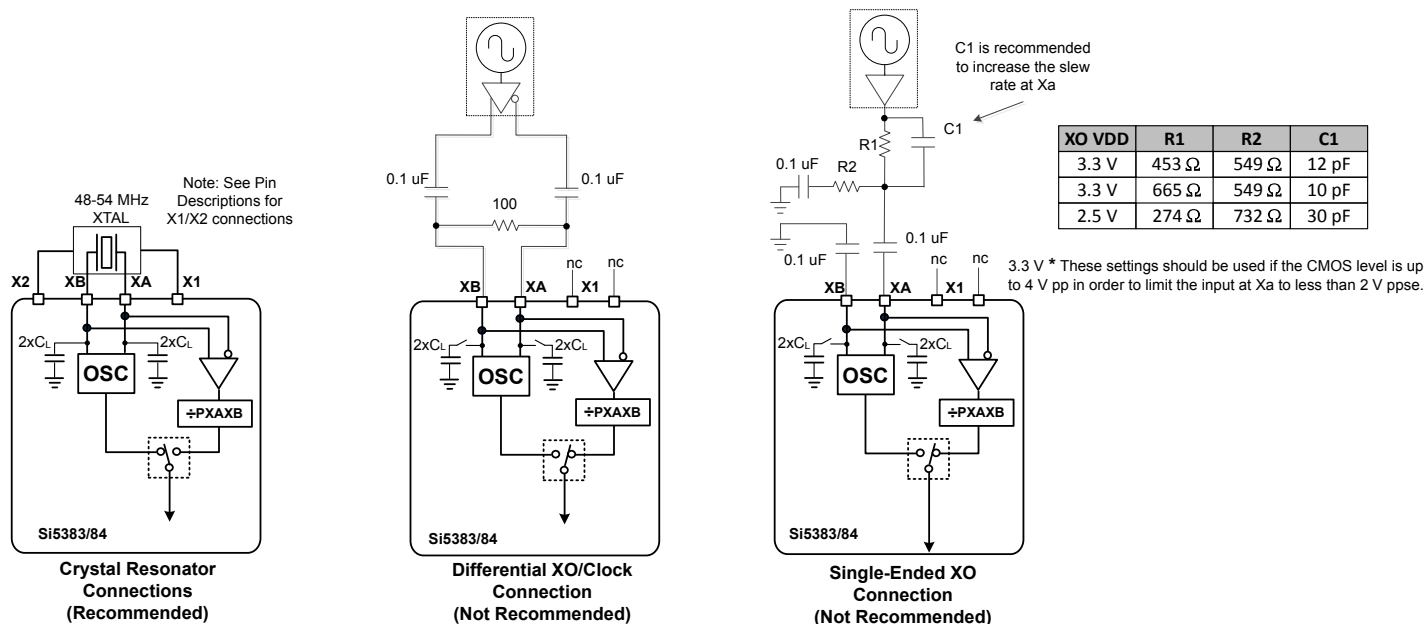 Note: See Pin
Descriptions for
X1/X2 connections
48-54 MHz
XTAL
X2
XB
XA
X1
2xCL
2xCL
OSC
÷PXAXB
Si5383/84
Crystal Resonator
Connections
(Recommended)
0.1 uF
0.1 uF
100
nc
nc
XB
XA
X1
2xCL
2xCL
OSC
÷PXAXB
Si5383/84
Differential XO/Clock
Connection
(Not Recommended)
C1 is recommended
to increase the slew
rate at Xa
C1
R1
0.1 uF
R2
0.1 uF
0.1 uF
nc
nc
XB
XA
X1
2xCL
2xCL
OSC
÷PXAXB
Si5383/84
Single-Ended XO
Connection
(Not Recommended)
XO VDD R1 R2 C1
3.3 V 453 Ω 549 Ω 12 pF
3.3 V 665 Ω 549 Ω 10 pF
2.5 V 274 Ω 732 Ω 30 pF
3.3 V * These settings should be used if the CMOS level is up
to 4 V pp in order to limit the input at Xa to less than 2 V ppse.